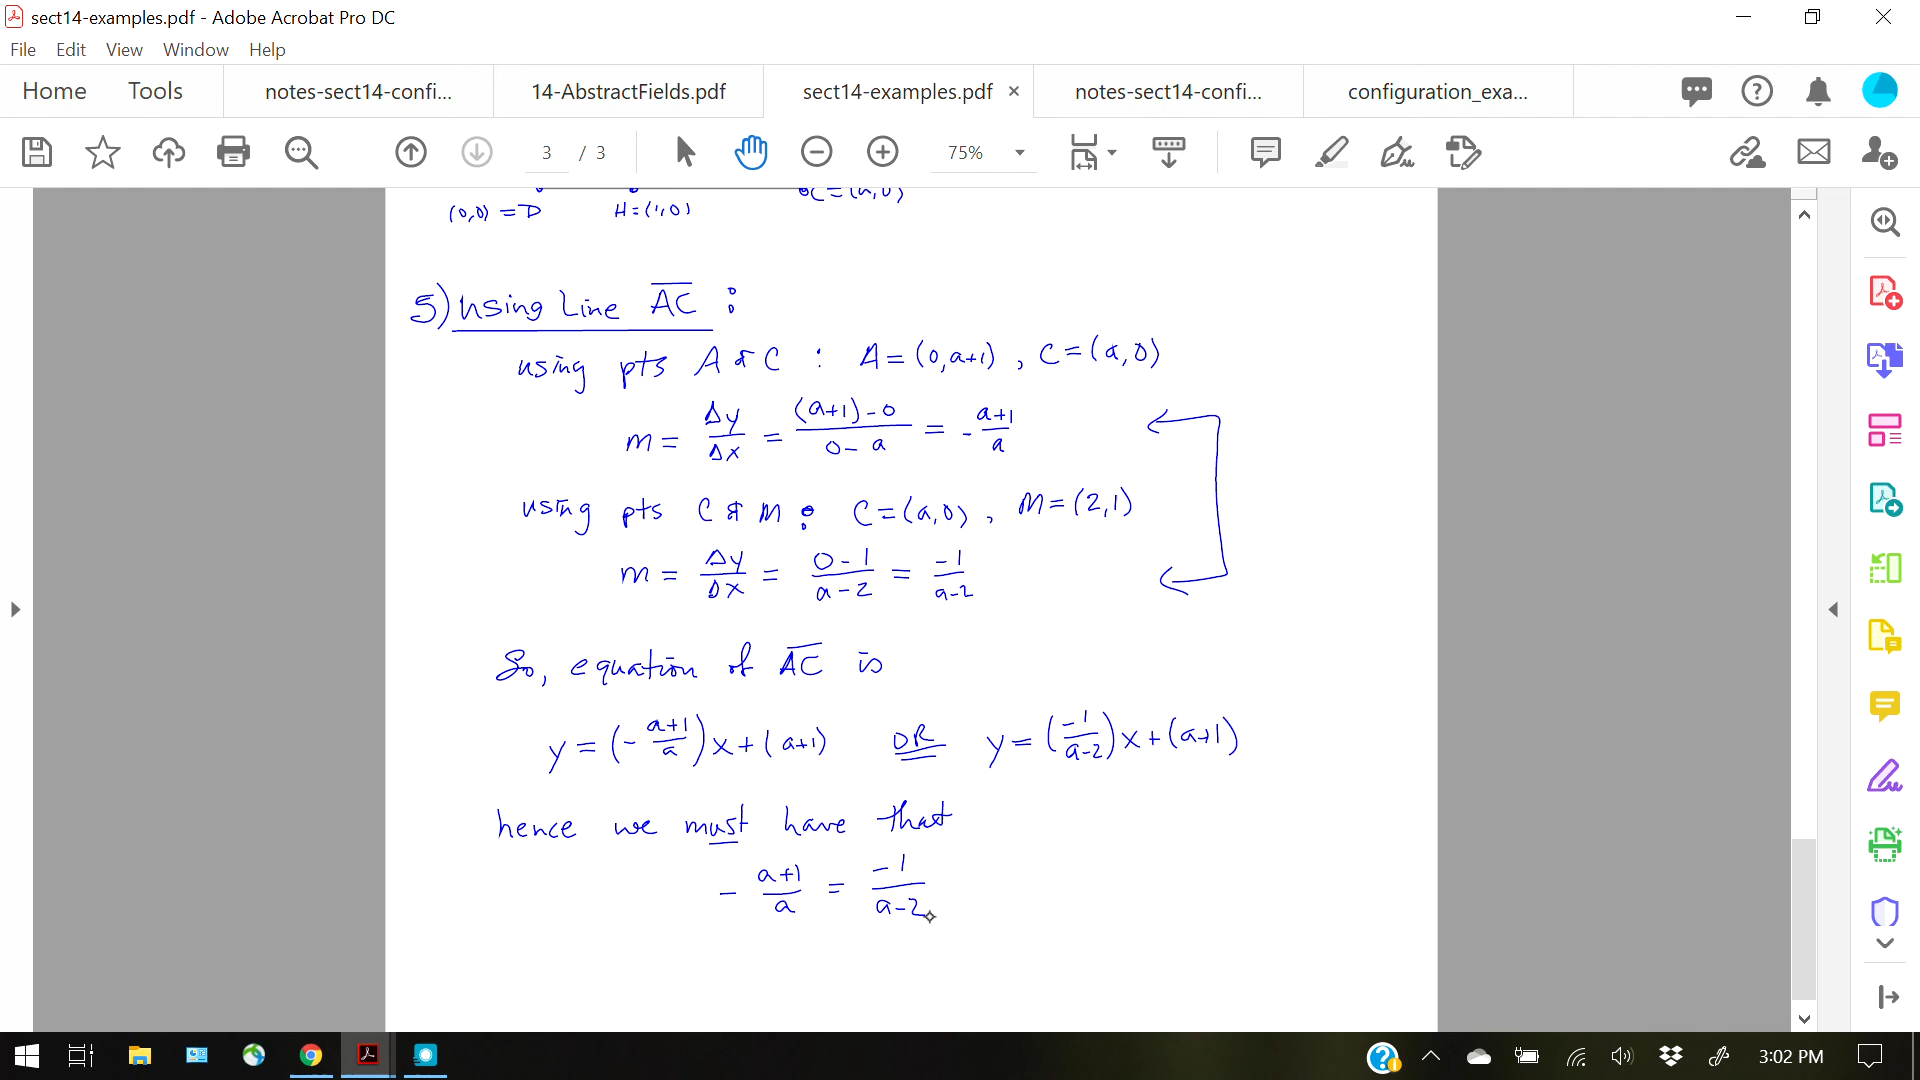 sect14-examples.pdf - Adobe Acrobat Pro DC
File Edit View Window Help
Home Tools notes-sect14-confi... 14-AbstractFields.pdf sect14-examples.pdf × notes-sect14-confi... configuration_exa...
3 / 3 75%
(0,0) = D H = (1,0) C = (a,0)
5) Using Line \overline{AC} :
using pts A & C : A = (0,a+1) , C = (a,0)
m = Δy/Δx = ((a+1)-0)/(0-a) = - (a+1)/a
using pts C & M : C = (a,0) , M = (2,1)
m = Δy/Δx = (0-1)/(a-2) = -1/(a-2)
So, equation of \overline{AC} is
y = (- (a+1)/a) x + (a+1) OR y = (-1/(a-2)) x + (a+1)
hence we must have that
- (a+1)/a = -1/(a-2)
3:02 PM